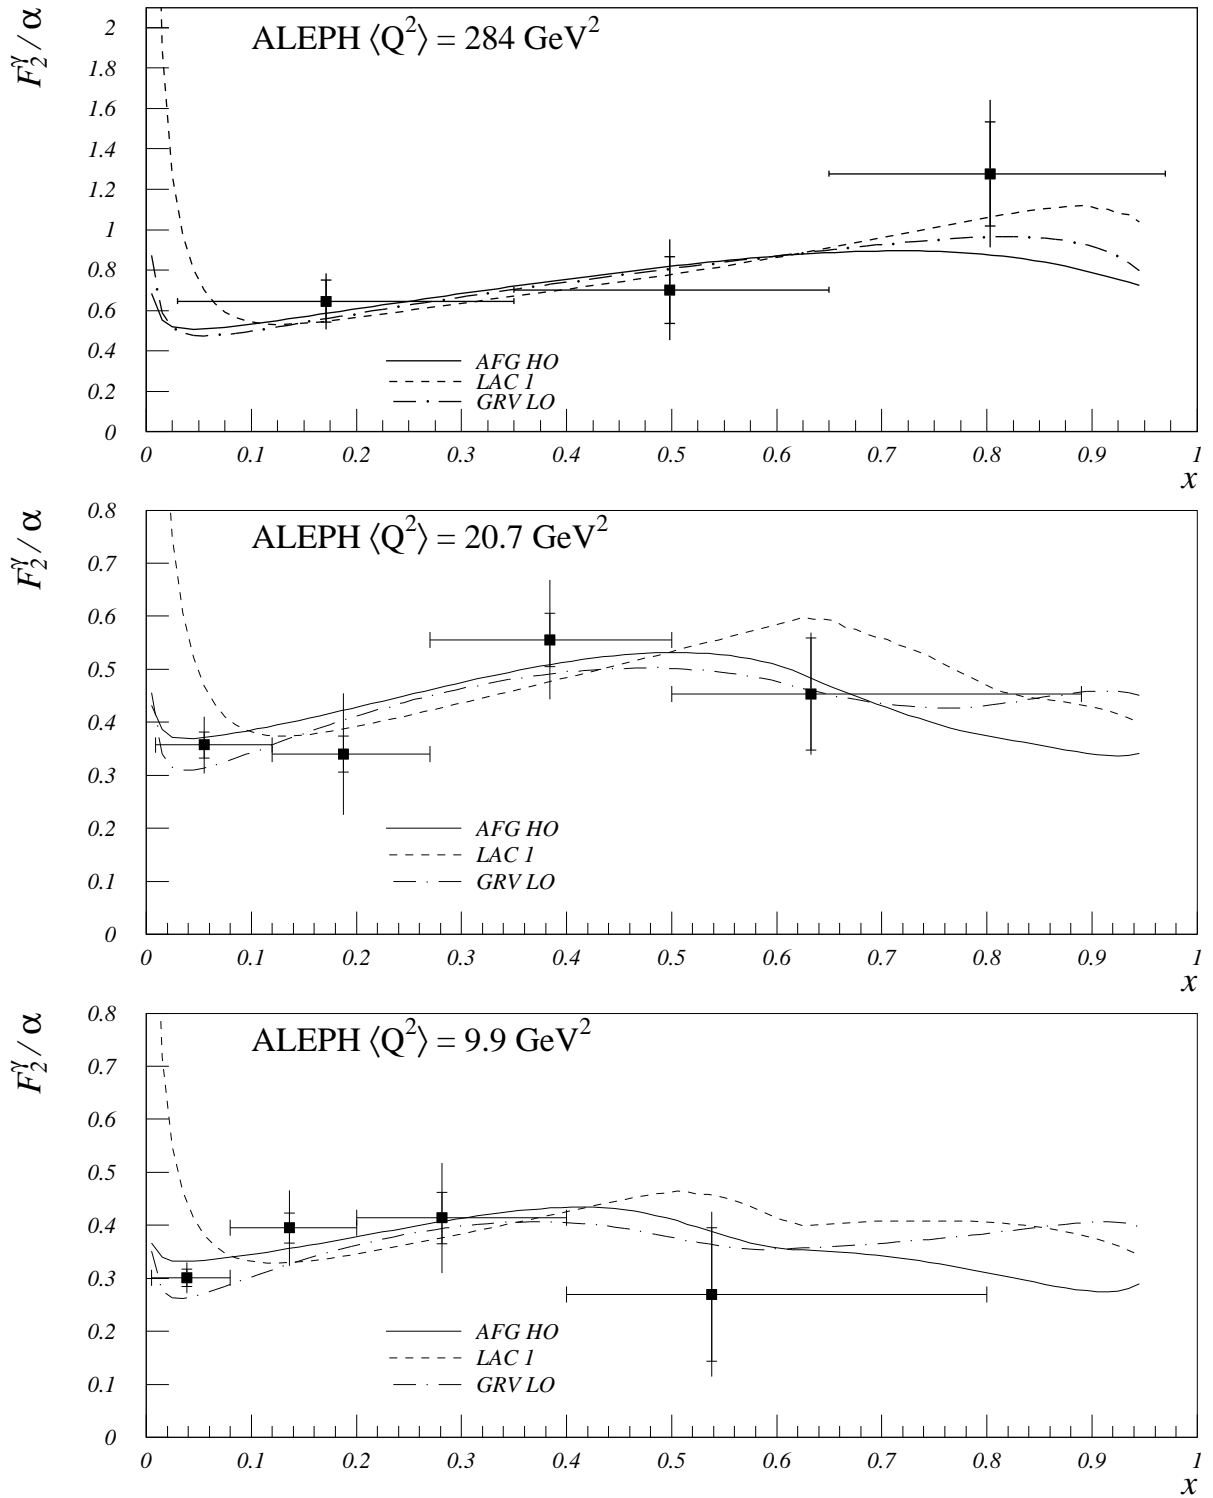 ALEPH ⟨Q²⟩ = 284 GeV²
F₂^γ / α
2
1.8
1.6
1.4
1.2
1
0.8
0.6
0.4
0.2
0
AFG HO
LAC 1
GRV LO
0 0.1 0.2 0.3 0.4 0.5 0.6 0.7 0.8 0.9 1
x
ALEPH ⟨Q²⟩ = 20.7 GeV²
F₂^γ / α
0.8
0.7
0.6
0.5
0.4
0.3
0.2
0.1
0
AFG HO
LAC 1
GRV LO
0 0.1 0.2 0.3 0.4 0.5 0.6 0.7 0.8 0.9 1
x
ALEPH ⟨Q²⟩ = 9.9 GeV²
F₂^γ / α
0.8
0.7
0.6
0.5
0.4
0.3
0.2
0.1
0
AFG HO
LAC 1
GRV LO
0 0.1 0.2 0.3 0.4 0.5 0.6 0.7 0.8 0.9 1
x